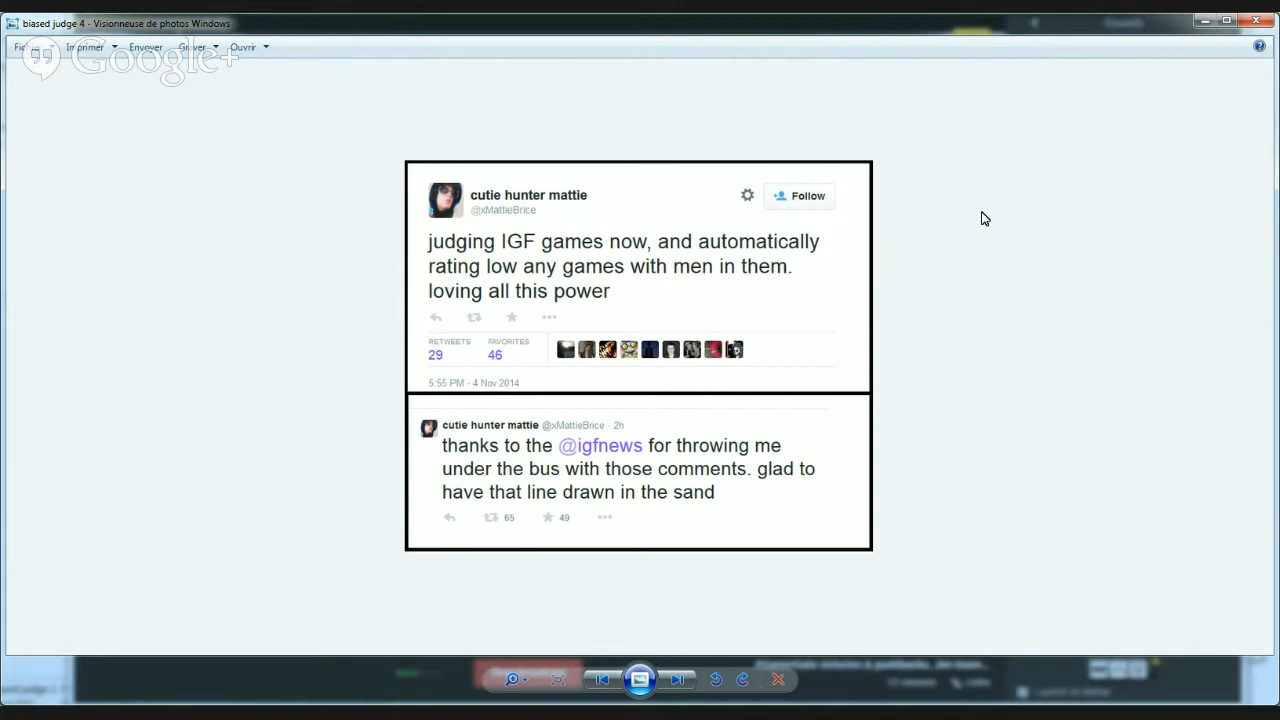 biased judge 4 - Visionneuse de photos Windows
Imprimer Envoyer Graver Ouvrir
Google+
cutie hunter mattie
@xMattieBrice
Follow
judging IGF games now, and automatically
rating low any games with men in them.
loving all this power
RETWEETS FAVORITES
29 46
5:55 PM - 4 Nov 2014
cutie hunter mattie @xMattieBrice · 2h
thanks to the @igfnews for throwing me
under the bus with those comments. glad to
have that line drawn in the sand
65 49